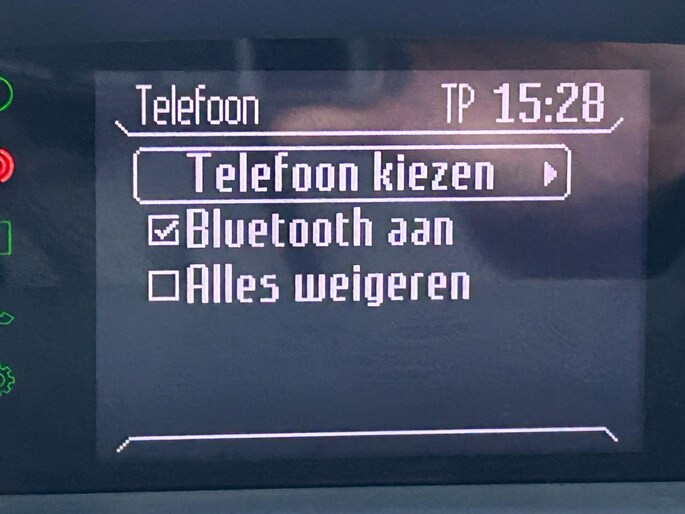 Telefoon TP 15:28
Telefoon kiezen
Bluetooth aan
Alles weigeren